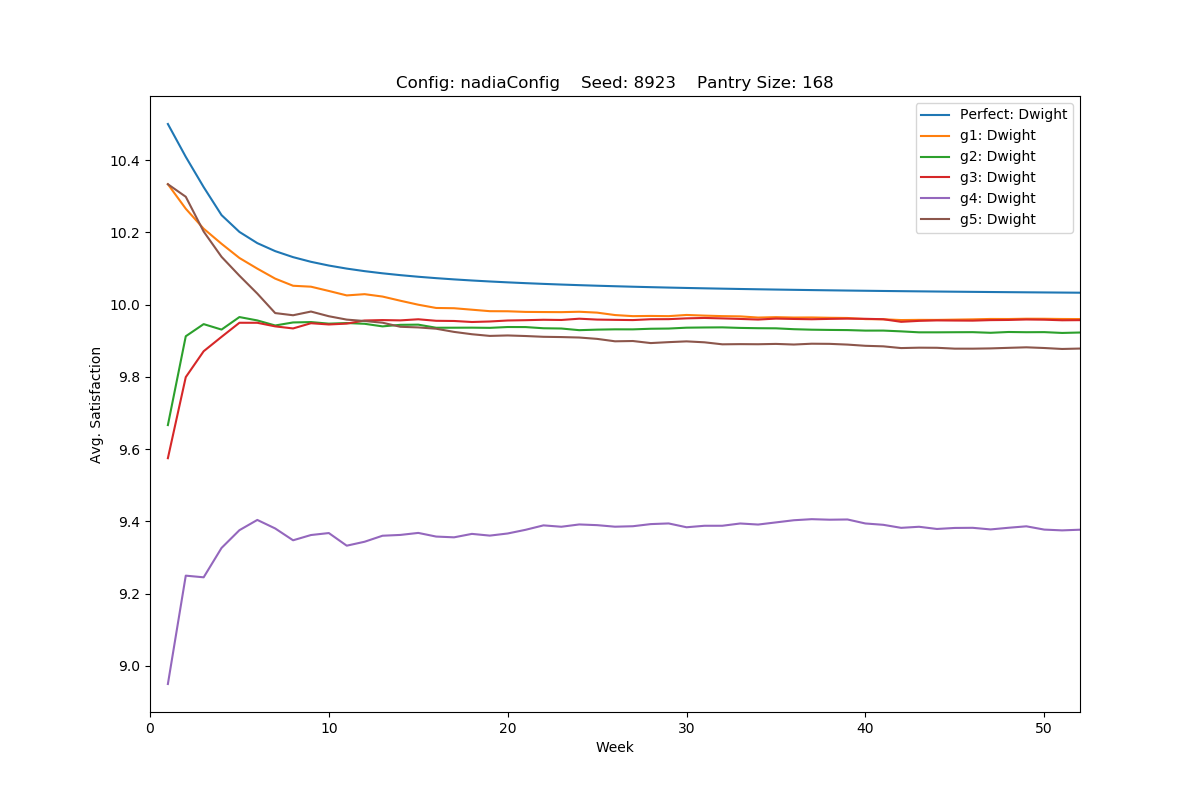 Config: nadiaConfig    Seed: 8923    Pantry Size: 168
Perfect: Dwight
g1: Dwight
g2: Dwight
g3: Dwight
g4: Dwight
g5: Dwight
Avg. Satisfaction
10.4
10.2
10.0
9.8
9.6
9.4
9.2
9.0
0 10 20 30 40 50
Week